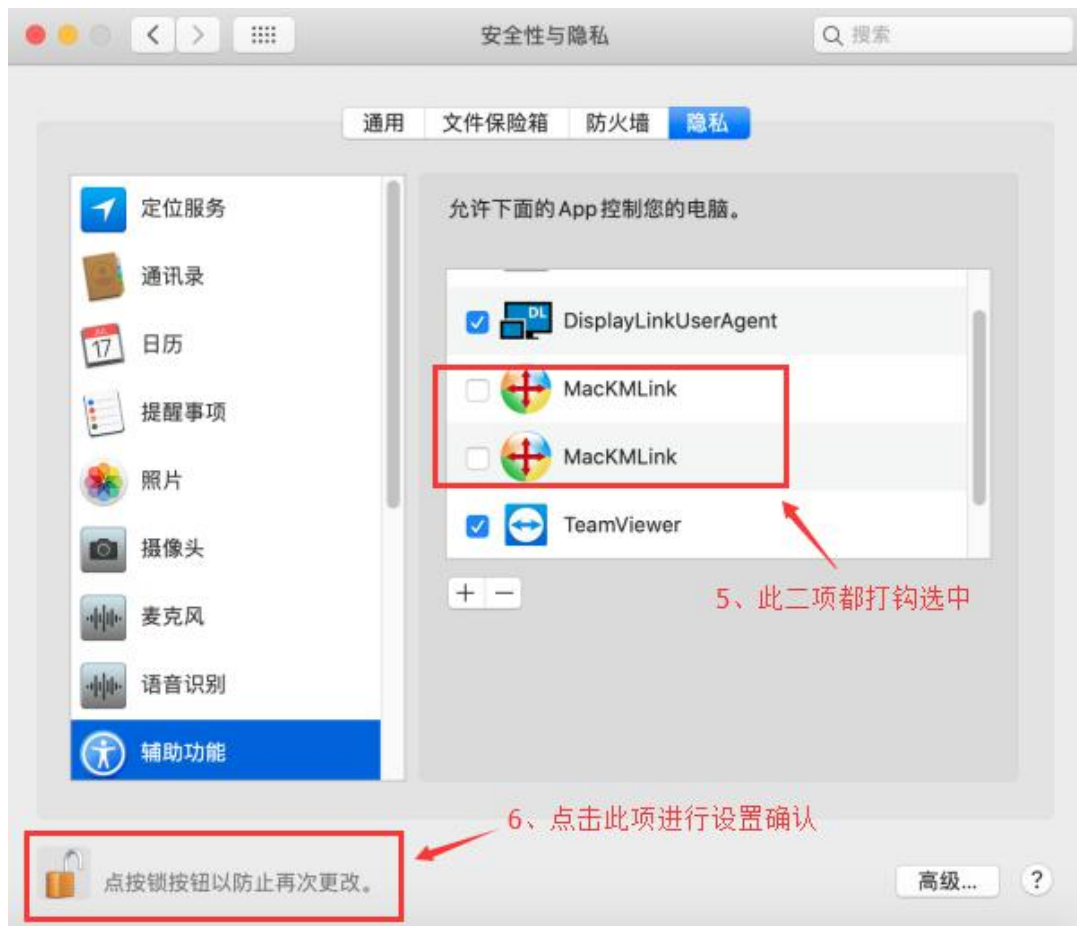 安全性与隐私
搜索
通用
文件保险箱
防火墙
隐私
定位服务
通讯录
JUL
17
日历
提醒事项
照片
摄像头
麦克风
语音识别
辅助功能
允许下面的App控制您的电脑。
DL
DisplayLinkUserAgent
MacKMLink
MacKMLink
TeamViewer
5、此二项都打钩选中
6、点击此项进行设置确认
点按锁按钮以防止再次更改。
高级...
?